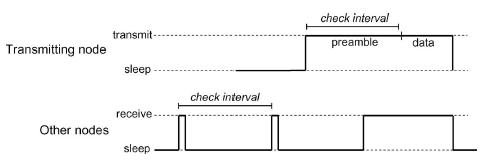 check interval
transmit
preamble data
Transmitting node
sleep
receive
check interval
Other nodes
sleep